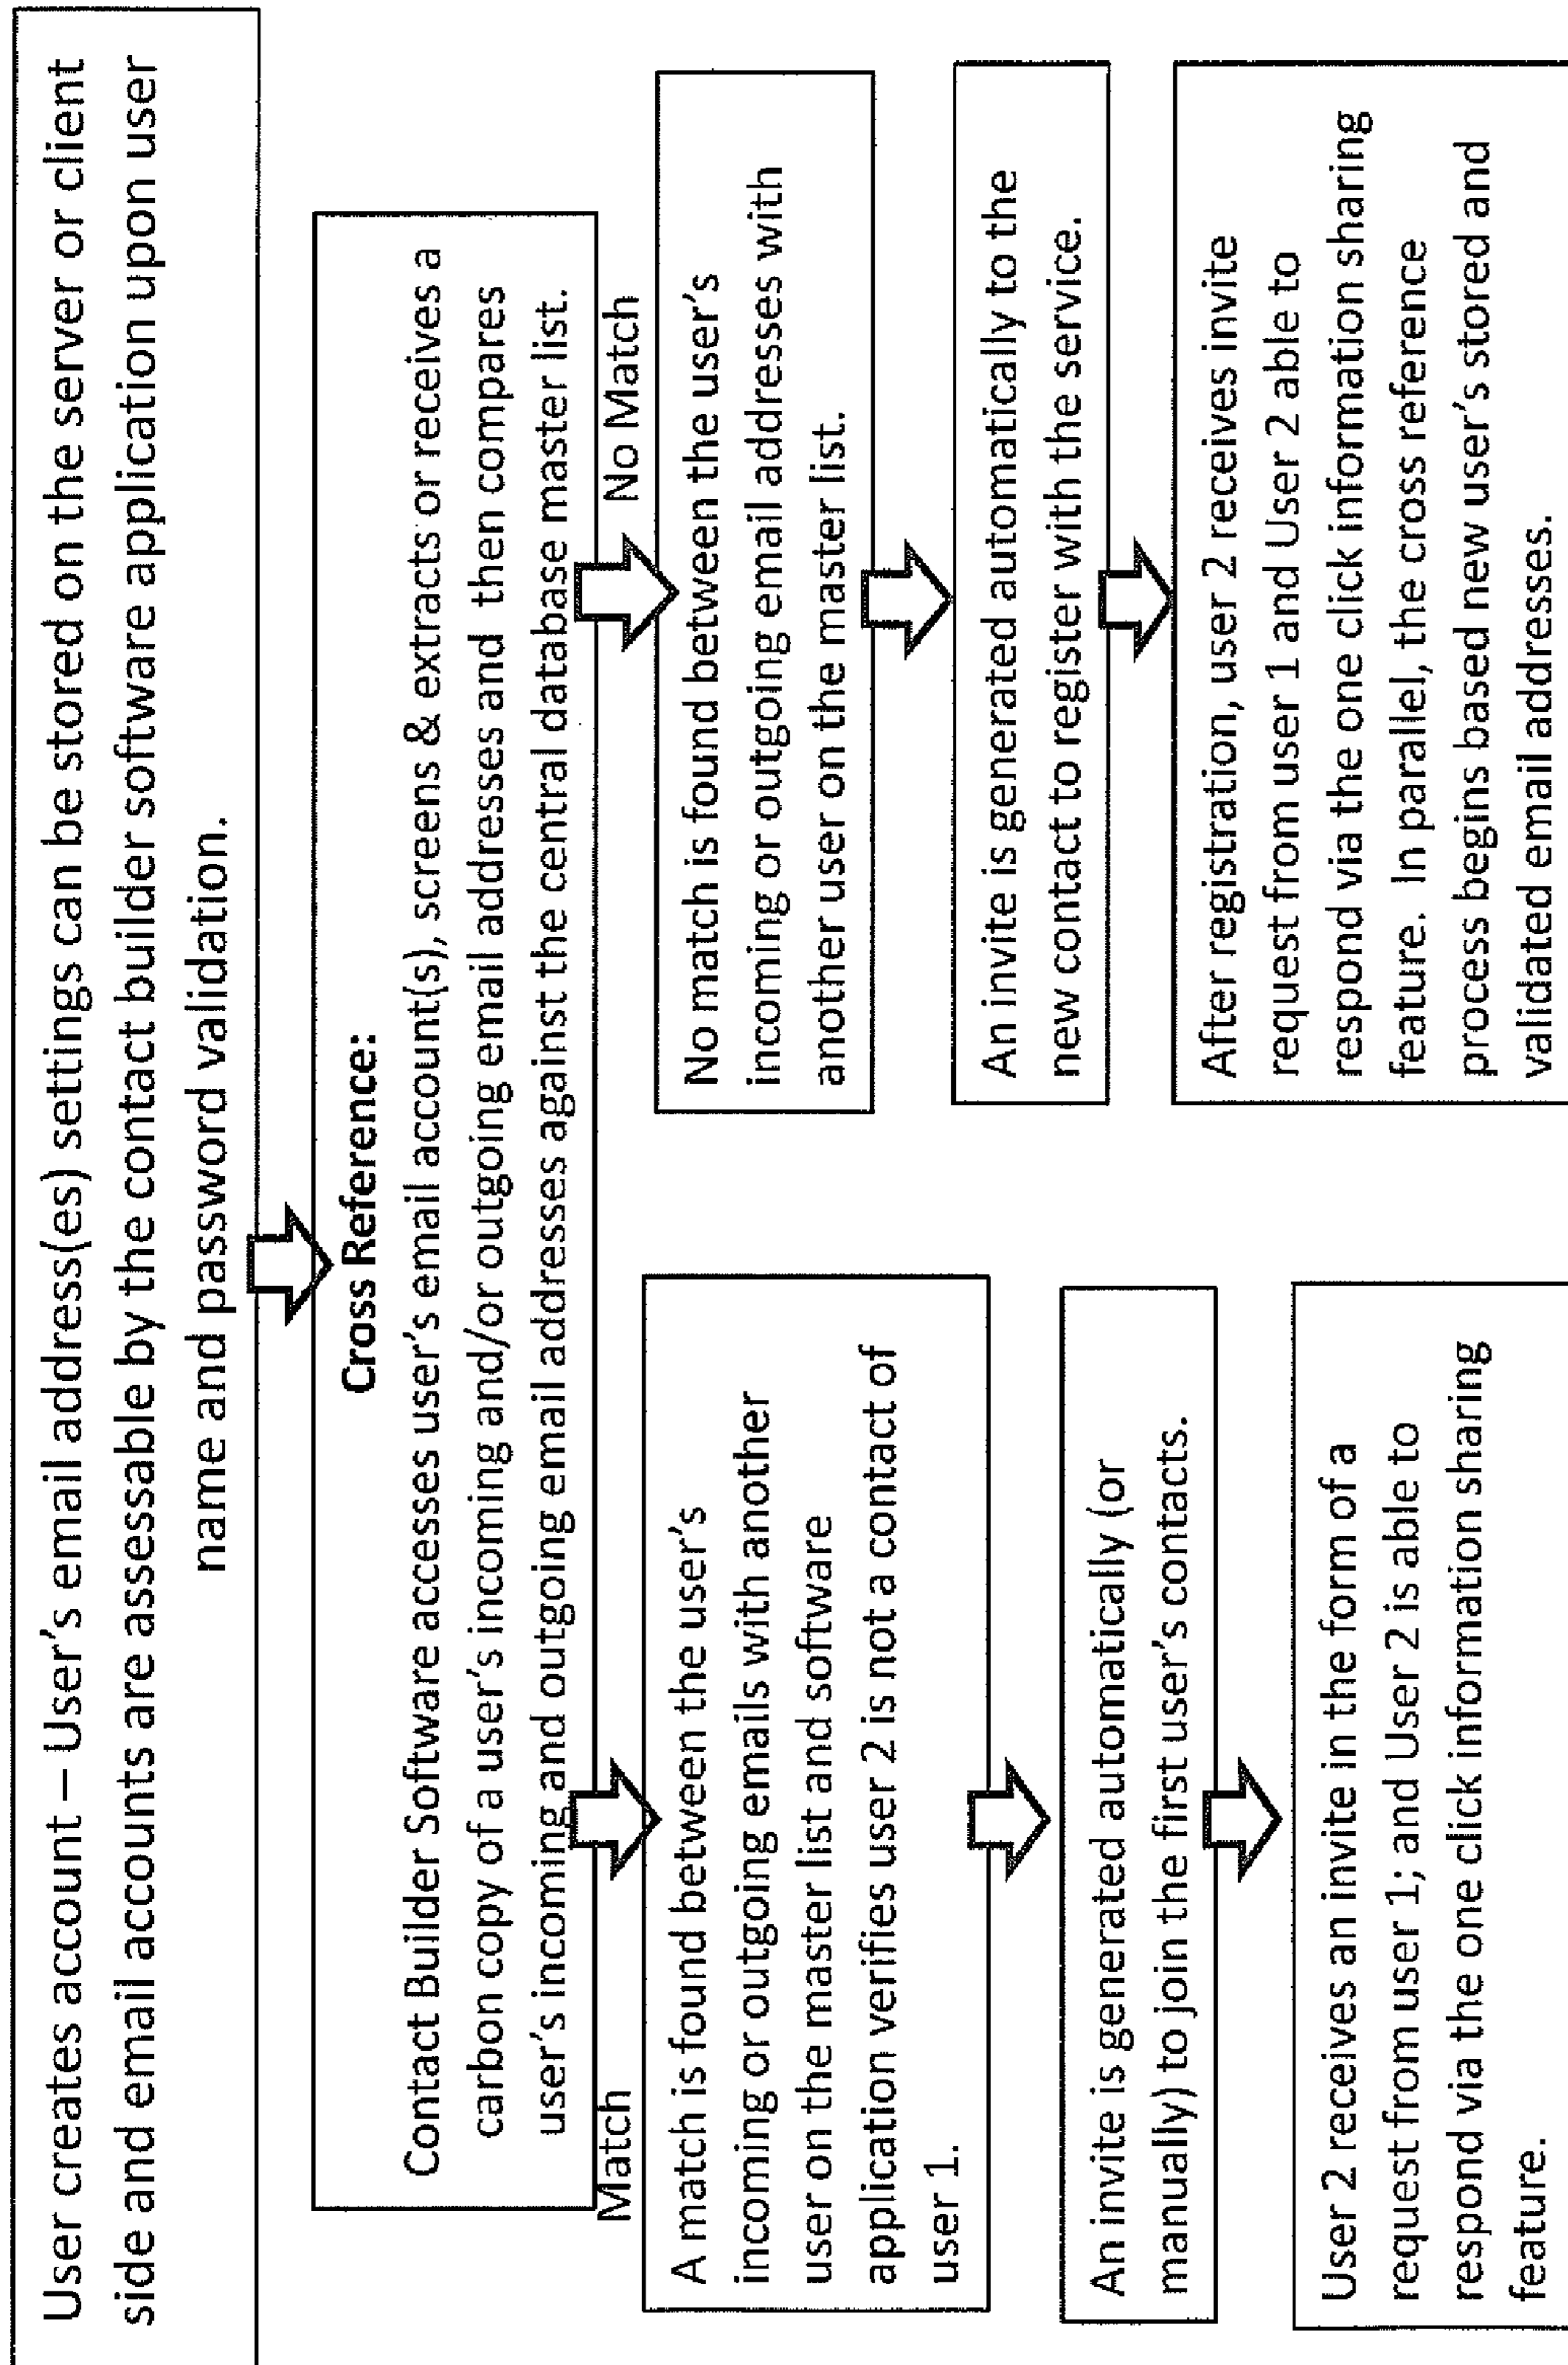 User creates account – User's email address(es) settings can be stored on the server or client
side and email accounts are assessable by the contact builder software application upon user
name and password validation.
Cross Reference:
Contact Builder Software accesses user's email account(s), screens & extracts or receives a
carbon copy of a user's incoming and/or outgoing email addresses and then compares
user's incoming and outgoing email addresses against the central database master list.
Match
A match is found between the user's
incoming or outgoing emails with another
user on the master list and software
application verifies user 2 is not a contact of
user 1.
An invite is generated automatically (or
manually) to join the first user's contacts.
User 2 receives an invite in the form of a
request from user 1; and User 2 is able to
respond via the one click information sharing
feature.
No Match
No match is found between the user's
incoming or outgoing email addresses with
another user on the master list.
An invite is generated automatically to the
new contact to register with the service.
After registration, user 2 receives invite
request from user 1 and User 2 able to
respond via the one click information sharing
feature. In parallel, the cross reference
process begins based new user's stored and
validated email addresses.